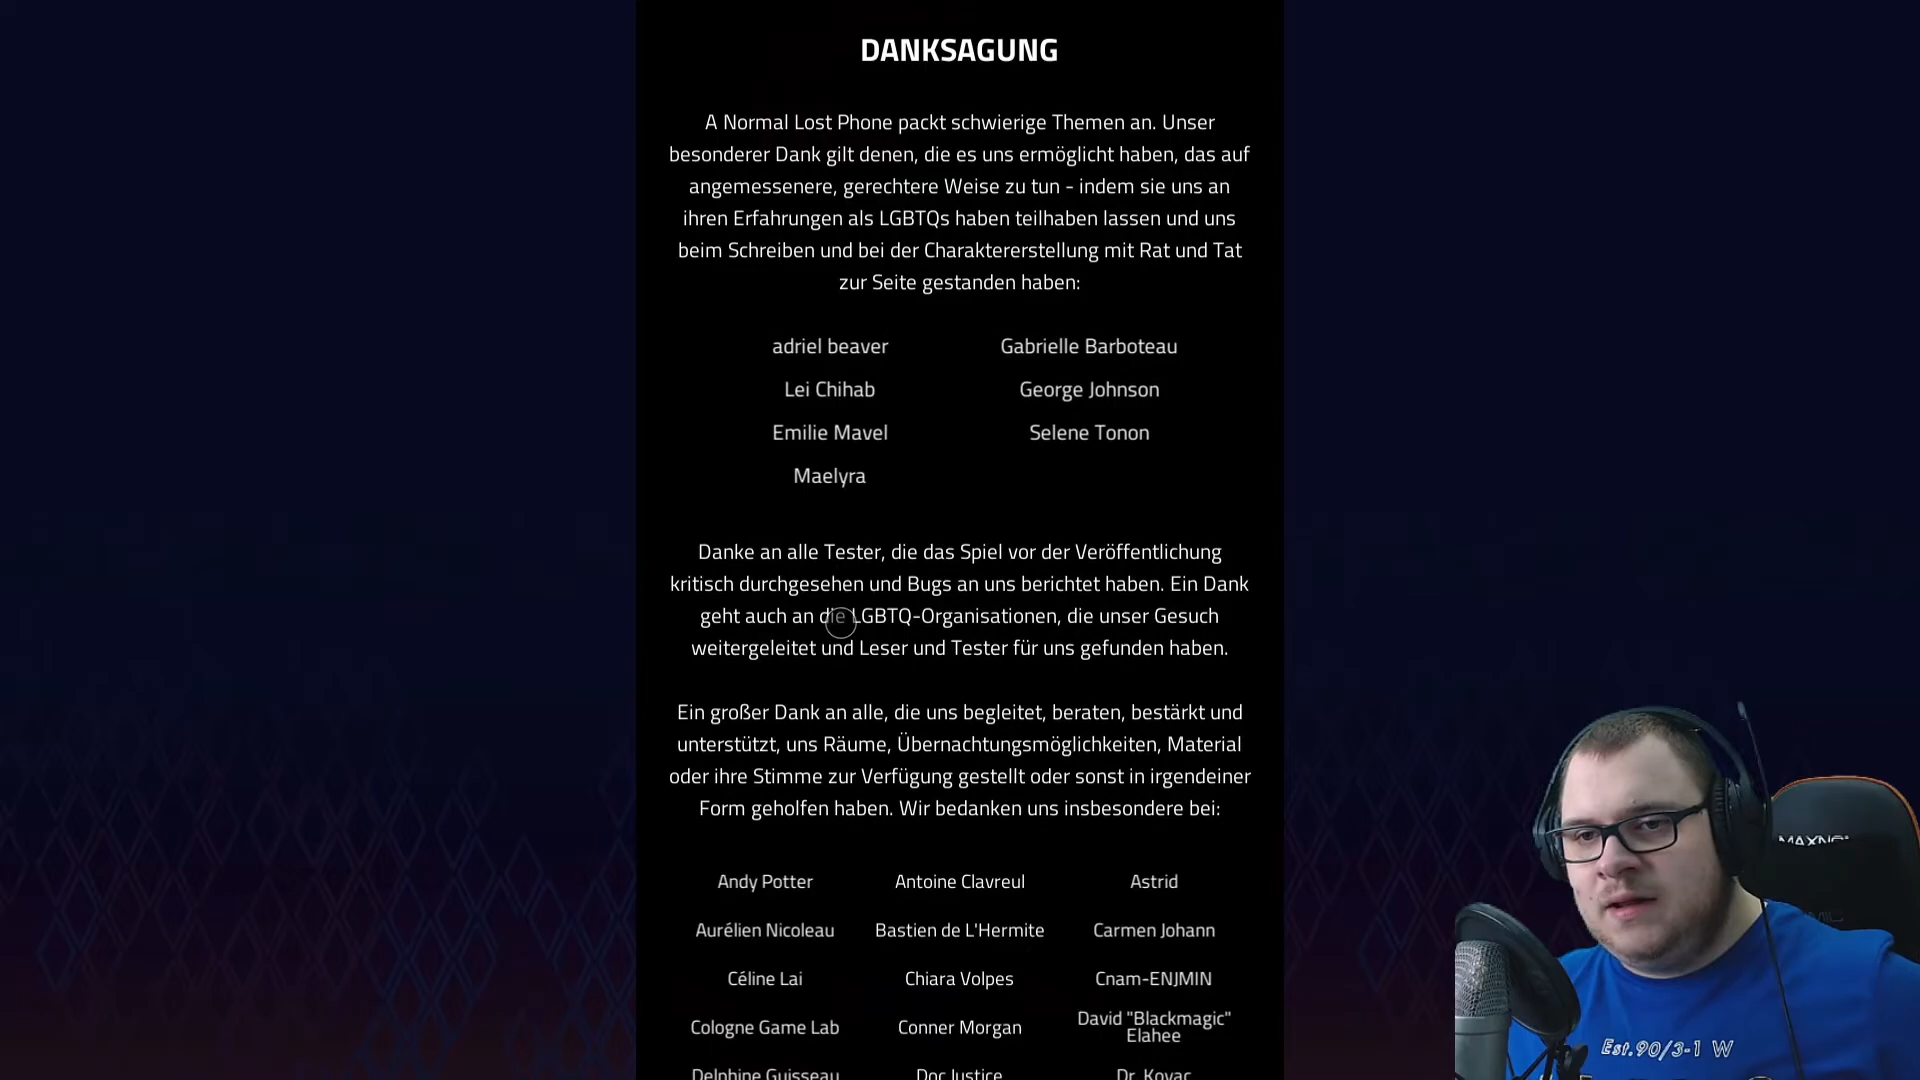 DANKSAGUNG
A Normal Lost Phone packt schwierige Themen an. Unser
besonderer Dank gilt denen, die es uns ermöglicht haben, das auf
angemessenere, gerechtere Weise zu tun - indem sie uns an
ihren Erfahrungen als LGBTQs haben teilhaben lassen und uns
beim Schreiben und bei der Charaktererstellung mit Rat und Tat
zur Seite gestanden haben:
adriel beaver Gabrielle Barboteau
Lei Chihab George Johnson
Emilie Mavel Selene Tonon
Maelyra
Danke an alle Tester, die das Spiel vor der Veröffentlichung
kritisch durchgesehen und Bugs an uns berichtet haben. Ein Dank
geht auch an die LGBTQ-Organisationen, die unser Gesuch
weitergeleitet und Leser und Tester für uns gefunden haben.
Ein großer Dank an alle, die uns begleitet, beraten, bestärkt und
unterstützt, uns Räume, Übernachtungsmöglichkeiten, Material
oder ihre Stimme zur Verfügung gestellt oder sonst in irgendeiner
Form geholfen haben. Wir bedanken uns insbesondere bei:
Andy Potter Antoine Clavreul Astrid
Aurélien Nicoleau Bastien de L'Hermite Carmen Johann
Céline Lai Chiara Volpes Cnam-ENJMIN
Cologne Game Lab Conner Morgan David "Blackmagic"
Elahee
Delphine Guisseau Doc Justice Dr. Kovac
Est.90/3-1 W